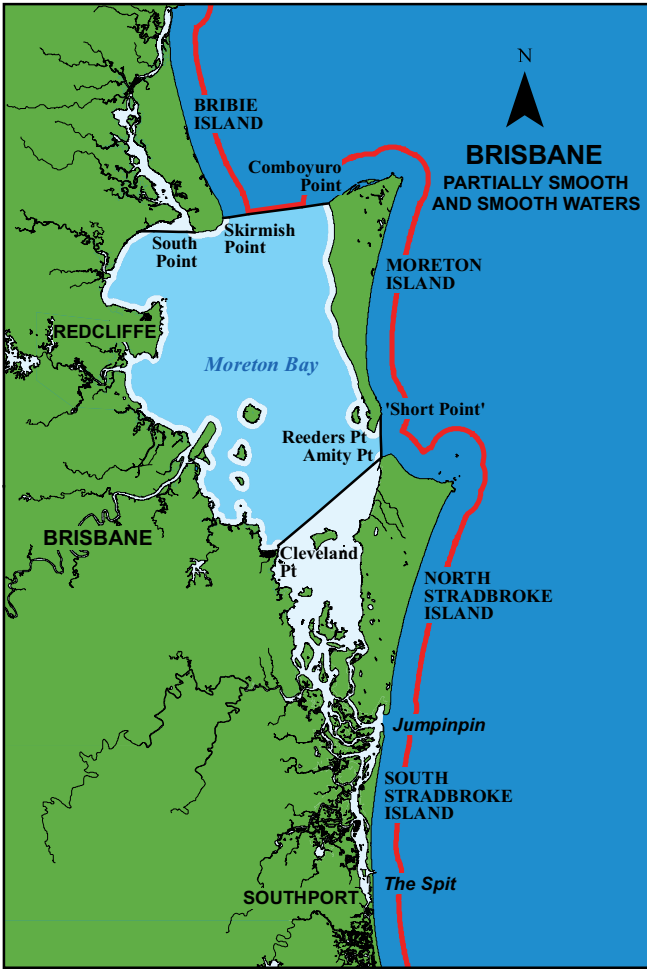 N
BRISBANE
PARTIALLY SMOOTH
AND SMOOTH WATERS
BRIBIE
ISLAND
Comboyuro
Point
South
Point
Skirmish
Point
MORETON
ISLAND
REDCLIFFE
Moreton Bay
'Short Point'
Reeders Pt
Amity Pt
BRISBANE
Cleveland
Pt
NORTH
STRADBROKE
ISLAND
Jumpinpin
SOUTH
STRADBROKE
ISLAND
The Spit
SOUTHPORT